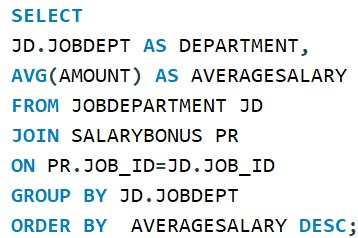 SELECT
JD.JOBDEPT AS DEPARTMENT,
AVG(AMOUNT) AS AVERAGESALARY
FROM JOBDEPARTMENT JD
JOIN SALARYBONUS PR
ON PR.JOB_ID=JD.JOB_ID
GROUP BY JD.JOBDEPT
ORDER BY  AVERAGESALARY DESC;